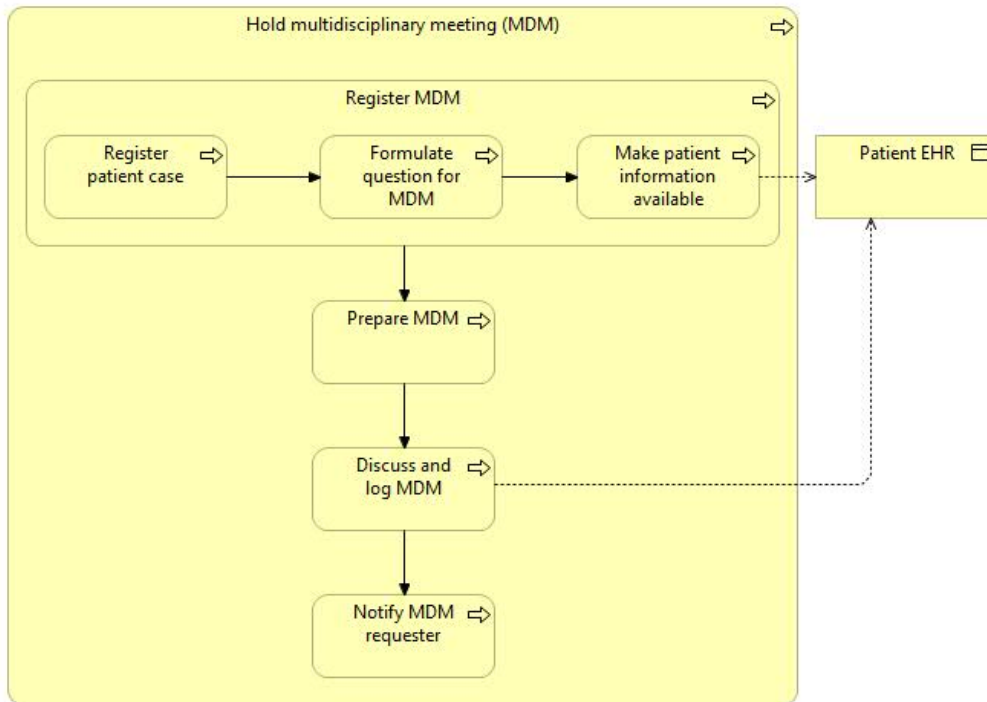 Hold multidisciplinary meeting (MDM)
Register MDM
Register
patient case
Formulate
question for
MDM
Make patient
information
available
Patient EHR
Prepare MDM
Discuss and
log MDM
Notify MDM
requester